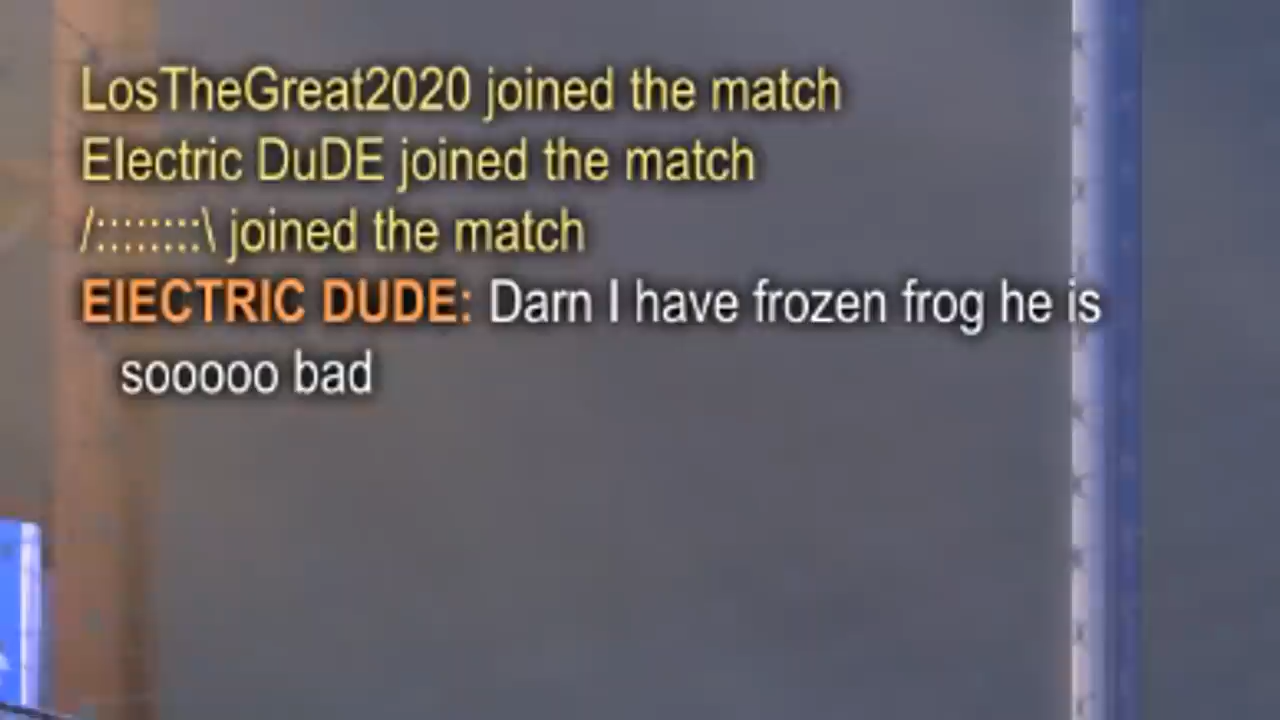 LosTheGreat2020 joined the match
Electric DuDE joined the match
/::::::::\ joined the match
ElECTRIC DUDE: Darn I have frozen frog he is
sooooo bad